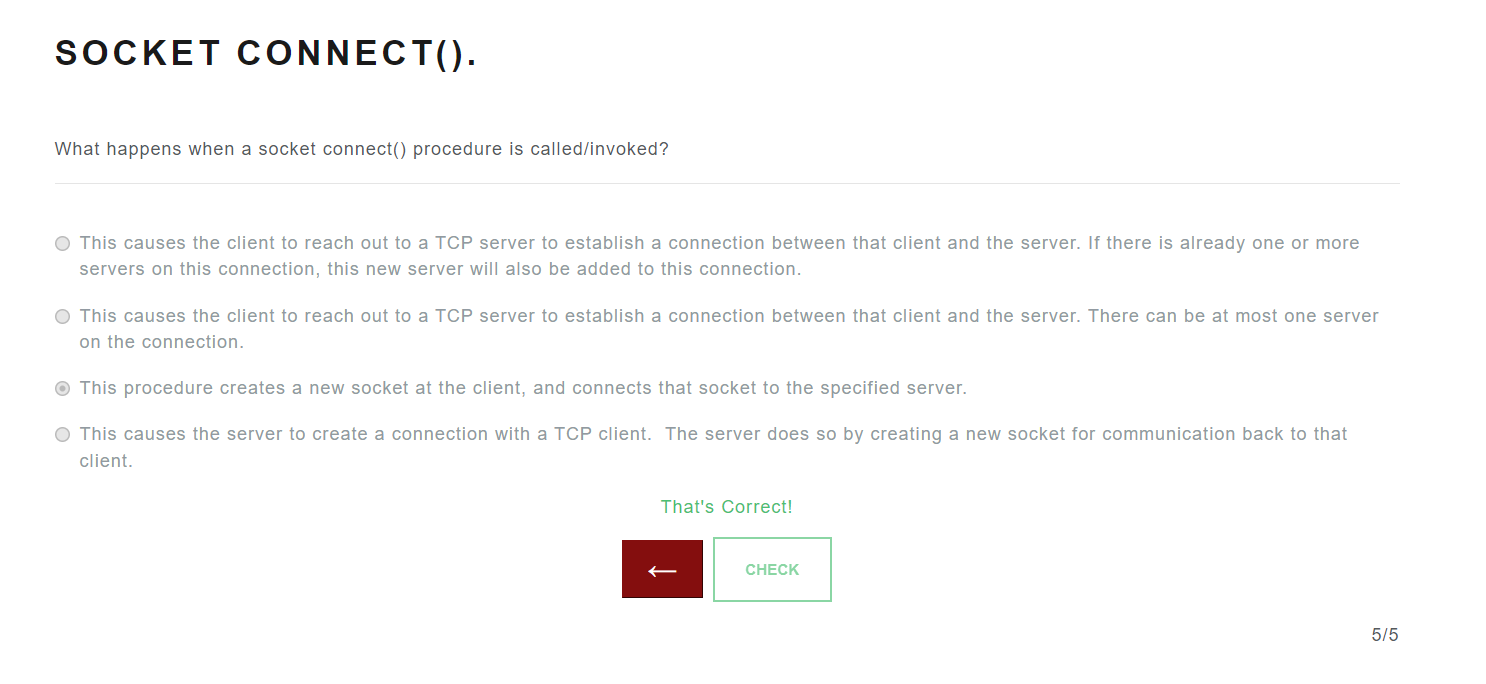 SOCKET CONNECT().
What happens when a socket connect() procedure is called/invoked?
This causes the client to reach out to a TCP server to establish a connection between that client and the server. If there is already one or more
servers on this connection, this new server will also be added to this connection.
This causes the client to reach out to a TCP server to establish a connection between that client and the server. There can be at most one server
on the connection.
This procedure creates a new socket at the client, and connects that socket to the specified server.
This causes the server to create a connection with a TCP client.  The server does so by creating a new socket for communication back to that
client.
That's Correct!
← CHECK
5/5